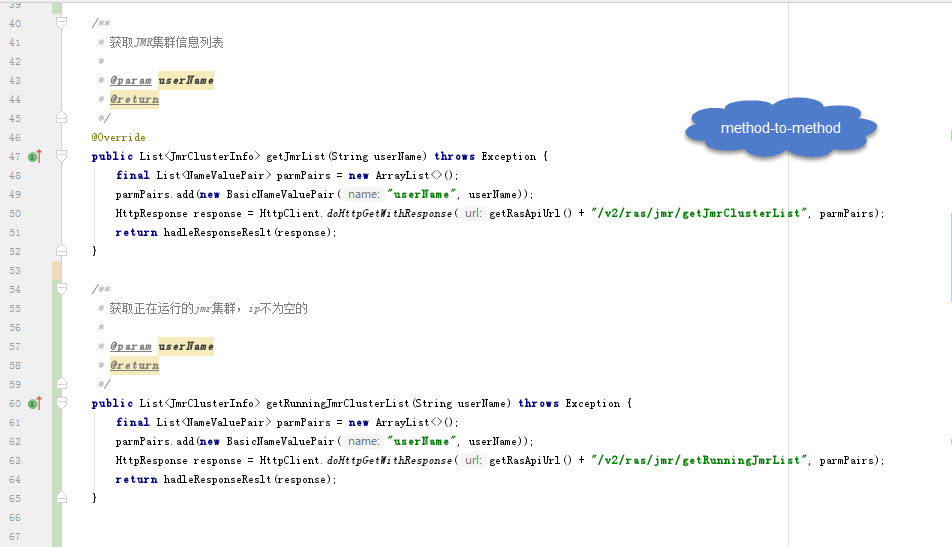 39
40 /**
41 * 获取JMR集群信息列表
42 *
43 * @param userName
44 * @return
45 */
46 @Override
47 public List<JmrClusterInfo> getJmrList(String userName) throws Exception {
48 final List<NameValuePair> parmPairs = new ArrayList<>();
49 parmPairs.add(new BasicNameValuePair( name: "userName", userName));
50 HttpResponse response = HttpClient.doHttpGetWithResponse( url: getRasApiUrl() + "/v2/ras/jmr/getJmrClusterList", parmPairs);
51 return hadleResponseReslt(response);
52 }
53
54 /**
55 * 获取正在运行的jmr集群，ip不为空的
56 *
57 * @param userName
58 * @return
59 */
60 public List<JmrClusterInfo> getRunningJmrClusterList(String userName) throws Exception {
61 final List<NameValuePair> parmPairs = new ArrayList<>();
62 parmPairs.add(new BasicNameValuePair( name: "userName", userName));
63 HttpResponse response = HttpClient.doHttpGetWithResponse( url: getRasApiUrl() + "/v2/ras/jmr/getRunningJmrList", parmPairs);
64 return hadleResponseReslt(response);
65 }
66
67
method-to-method